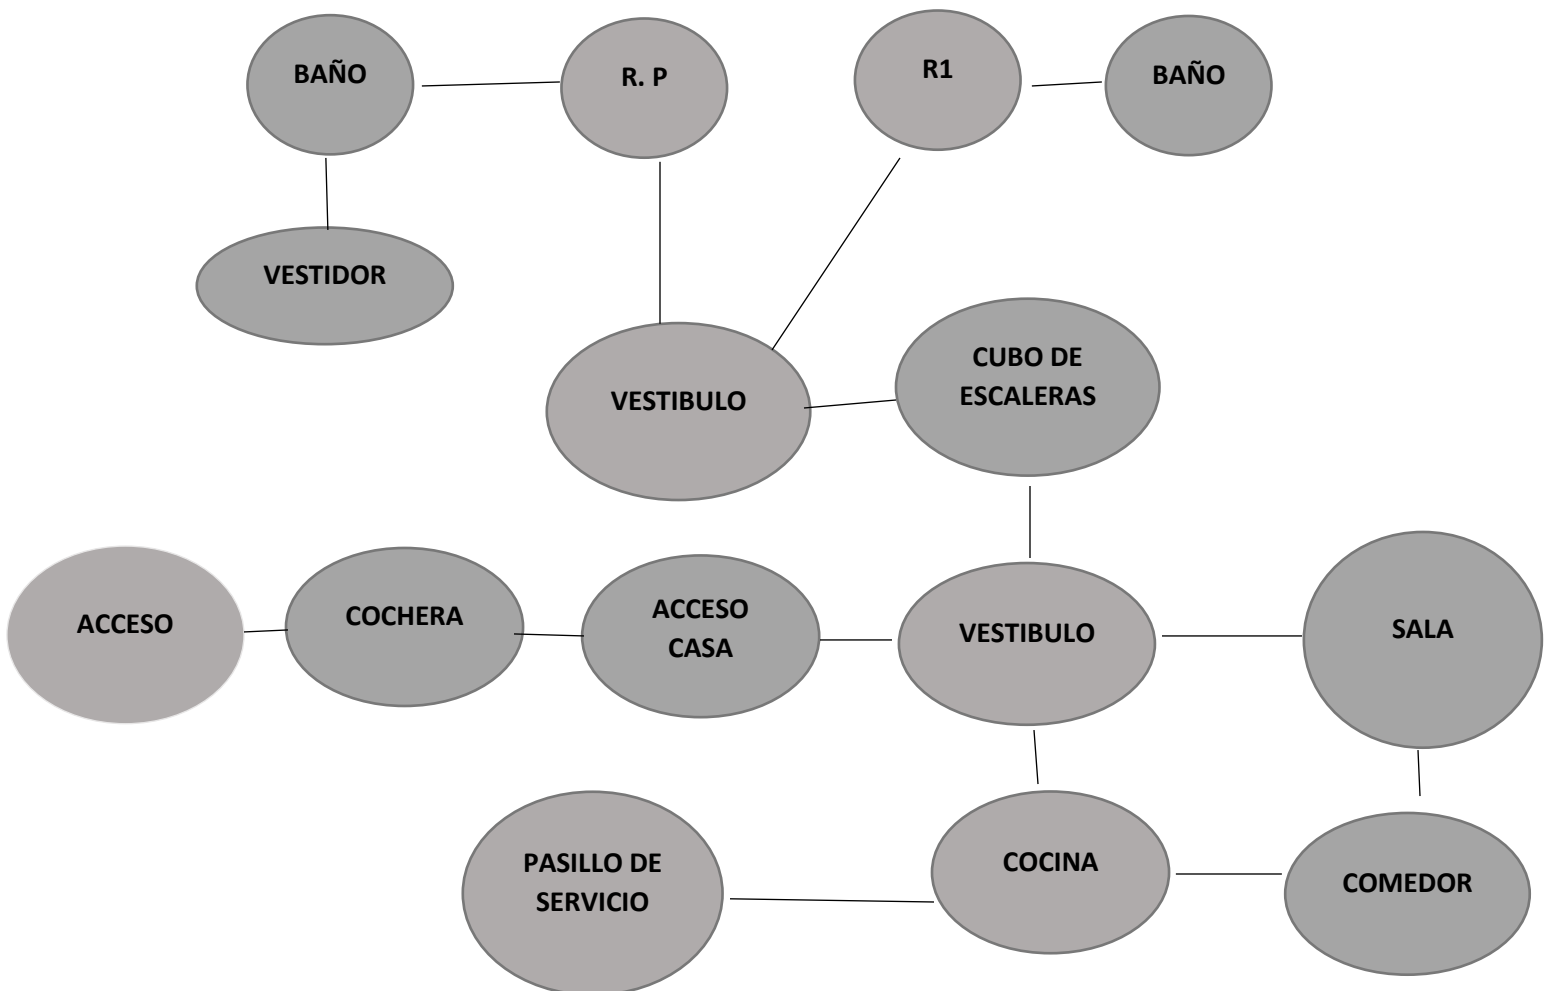 BAÑO
R. P
R1
BAÑO
VESTIDOR
VESTIBULO
CUBO DE
ESCALERAS
ACCESO
COCHERA
ACCESO
CASA
VESTIBULO
SALA
PASILLO DE
SERVICIO
COCINA
COMEDOR